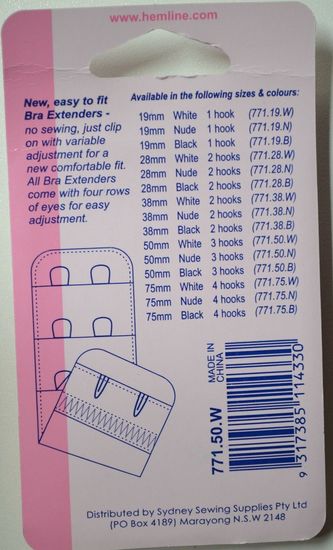 www.hemline.com
New, easy to fit
Bra Extenders -
no sewing, just clip
on with variable
adjustment for a
new comfortable fit.
All Bra Extenders
come with four rows
of eyes for easy
adjustment.
Available in the following sizes & colours:
19mm White 1 hook (771.19.W)
19mm Nude 1 hook (771.19.N)
19mm Black 1 hook (771.19.B)
28mm White 2 hooks (771.28.W)
28mm Nude 2 hooks (771.28.N)
28mm Black 2 hooks (771.28.B)
38mm White 2 hooks (771.38.W)
38mm Nude 2 hooks (771.38.N)
38mm Black 2 hooks (771.38.B)
50mm White 3 hooks (771.50.W)
50mm Nude 3 hooks (771.50.N)
50mm Black 3 hooks (771.50.B)
75mm White 4 hooks (771.75.W)
75mm Nude 4 hooks (771.75.N)
75mm Black 4 hooks (771.75.B)
771.50.W
MADE IN
CHINA
9 317385 114330
Distributed by Sydney Sewing Supplies Pty Ltd
(PO Box 4189) Marayong N.S.W 2148